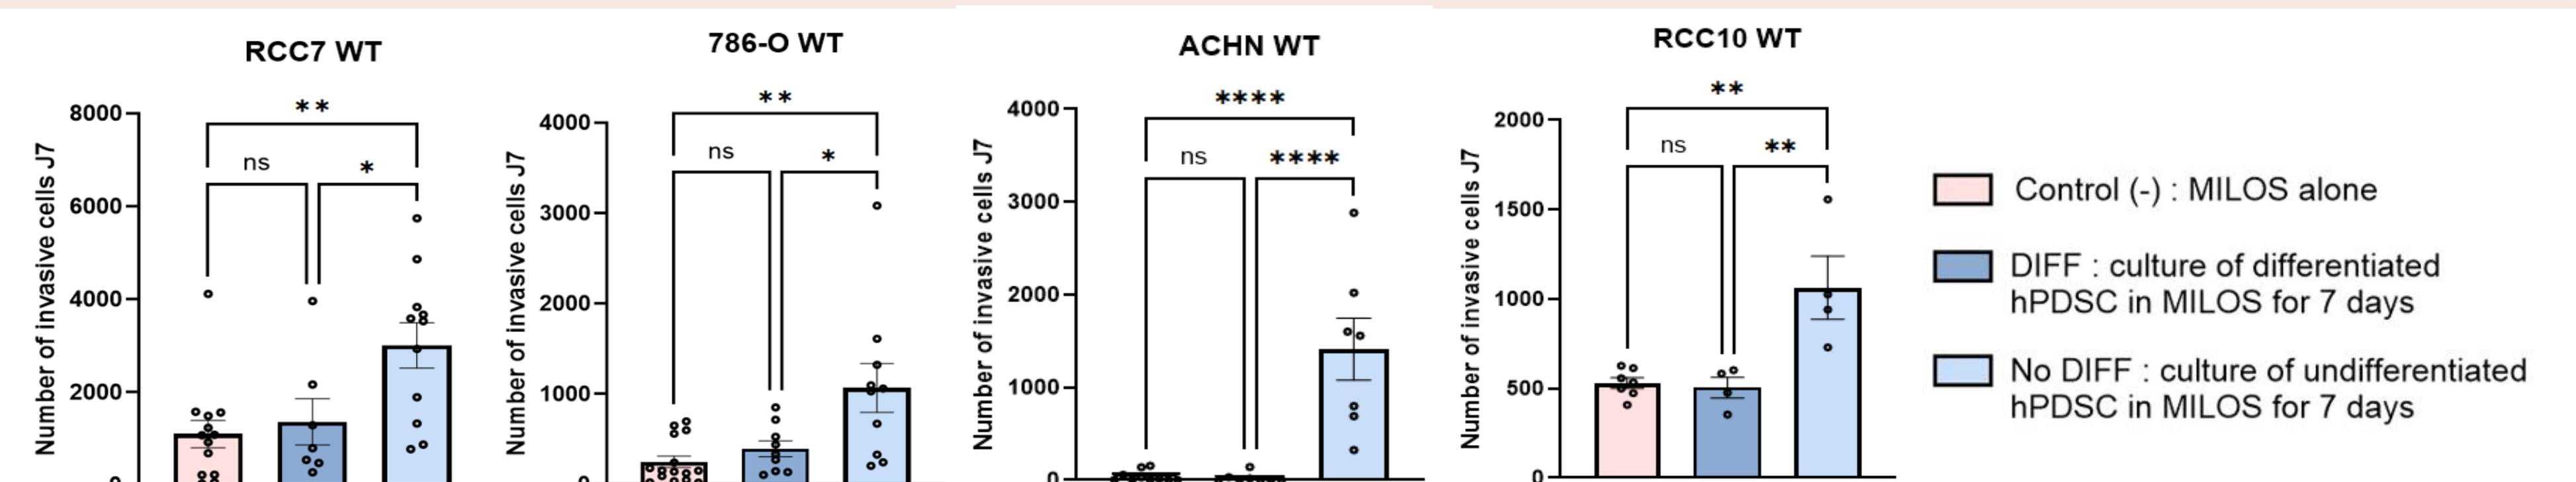 RCC7 WT
Number of invasive cells J7
8000
6000
4000
2000
0
**
ns
*
786-O WT
Number of invasive cells J7
4000
3000
2000
1000
0
**
ns
*
ACHN WT
Number of invasive cells J7
4000
3000
2000
1000
0
****
ns
****
RCC10 WT
Number of invasive cells J7
2000
1500
1000
500
0
**
ns
**
Control (-) : MILOS alone
DIFF : culture of differentiated
hPDSC in MILOS for 7 days
No DIFF : culture of undifferentiated
hPDSC in MILOS for 7 days